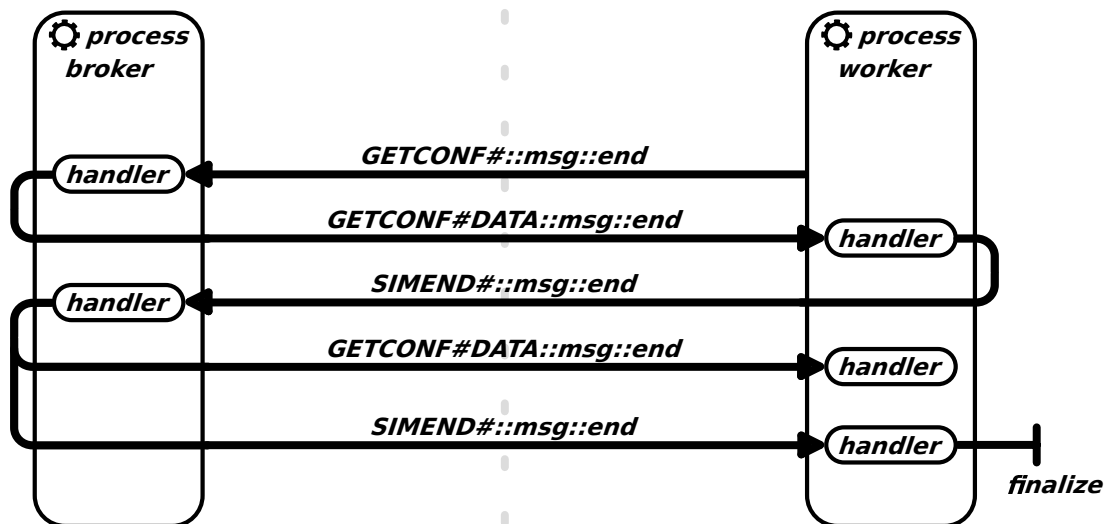 process
broker
process
worker
GETCONF#::msg::end
handler
GETCONF#DATA::msg::end
handler
SIMEND#::msg::end
handler
GETCONF#DATA::msg::end
handler
SIMEND#::msg::end
handler
finalize